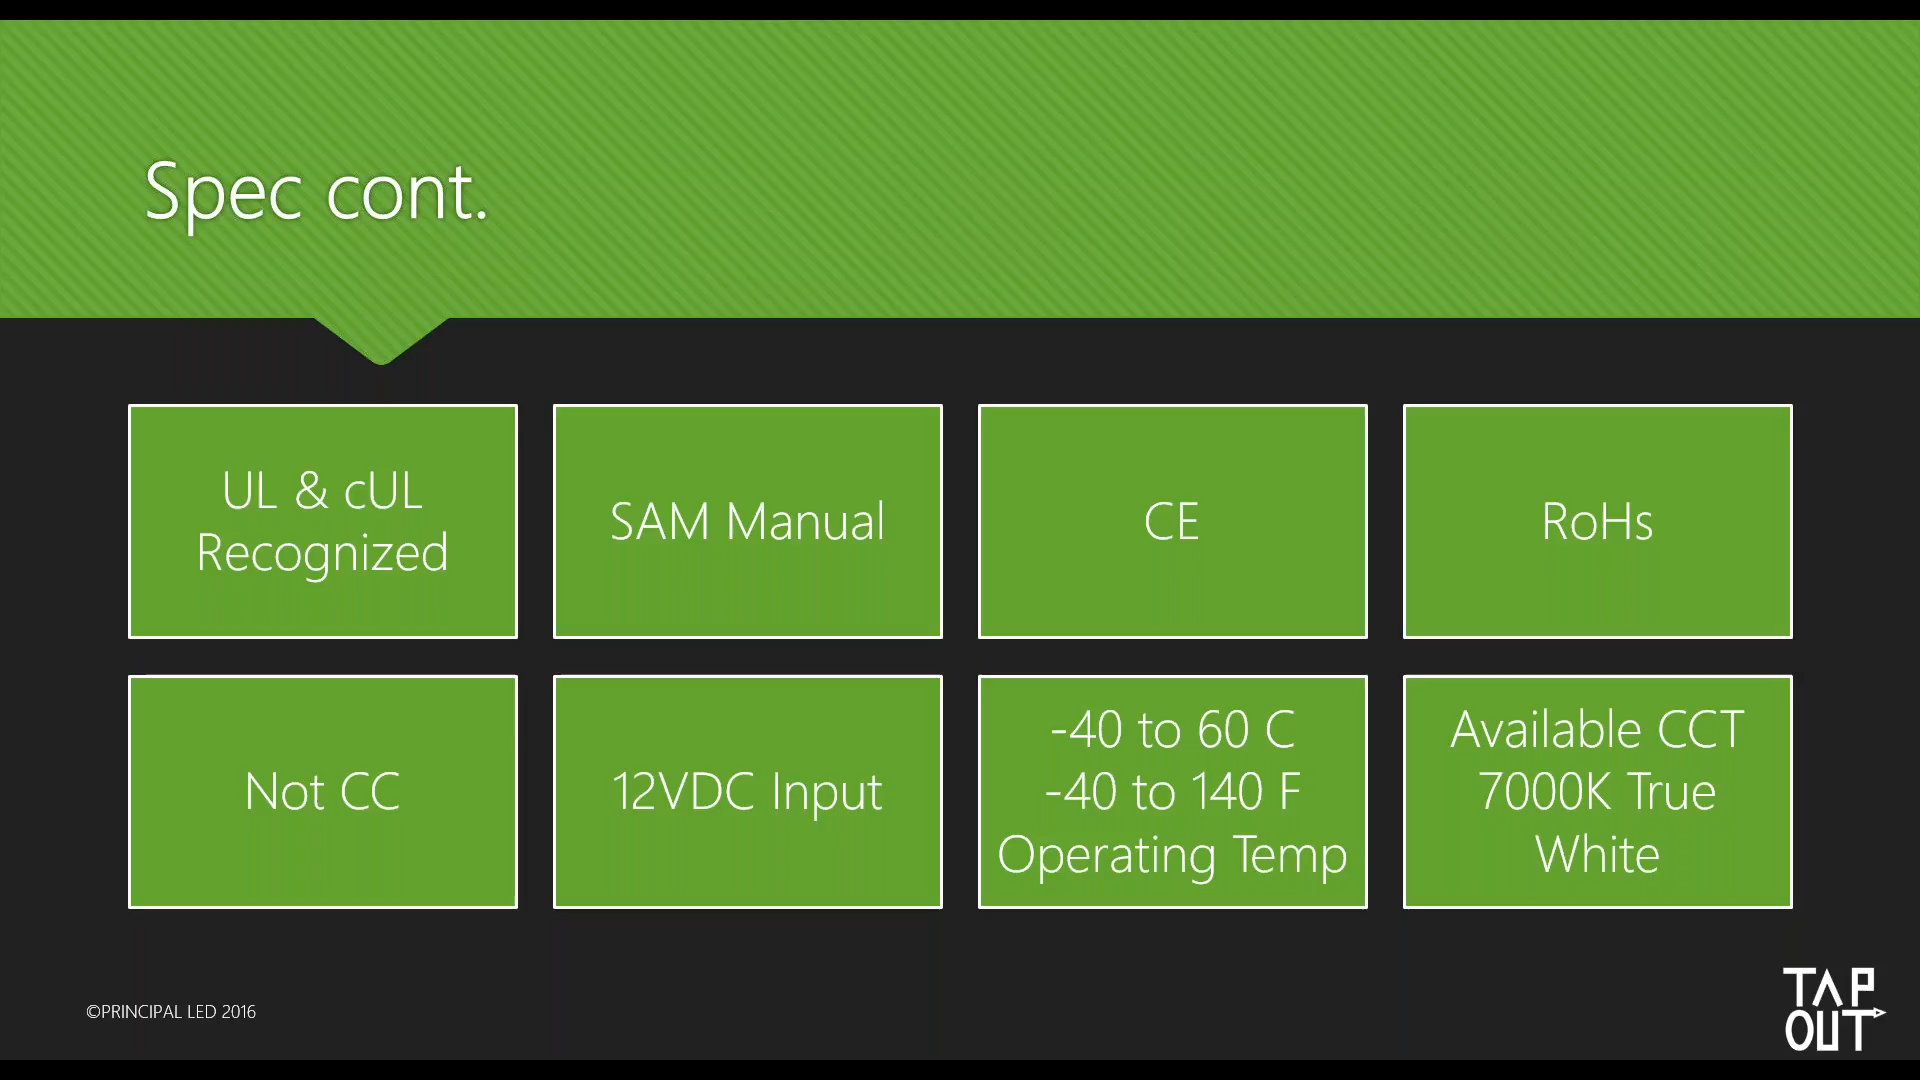 Spec cont.
UL & cUL
Recognized
SAM Manual
CE
RoHs
Not CC
12VDC Input
-40 to 60 C
-40 to 140 F
Operating Temp
Available CCT
7000K True
White
©PRINCIPAL LED 2016
TAP
OUT